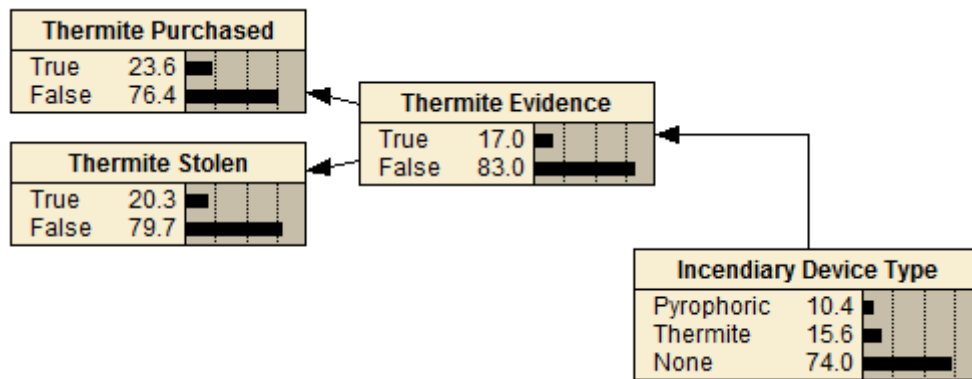 Thermite Purchased
True 23.6
False 76.4
Thermite Evidence
True 17.0
False 83.0
Thermite Stolen
True 20.3
False 79.7
Incendiary Device Type
Pyrophoric 10.4
Thermite 15.6
None 74.0